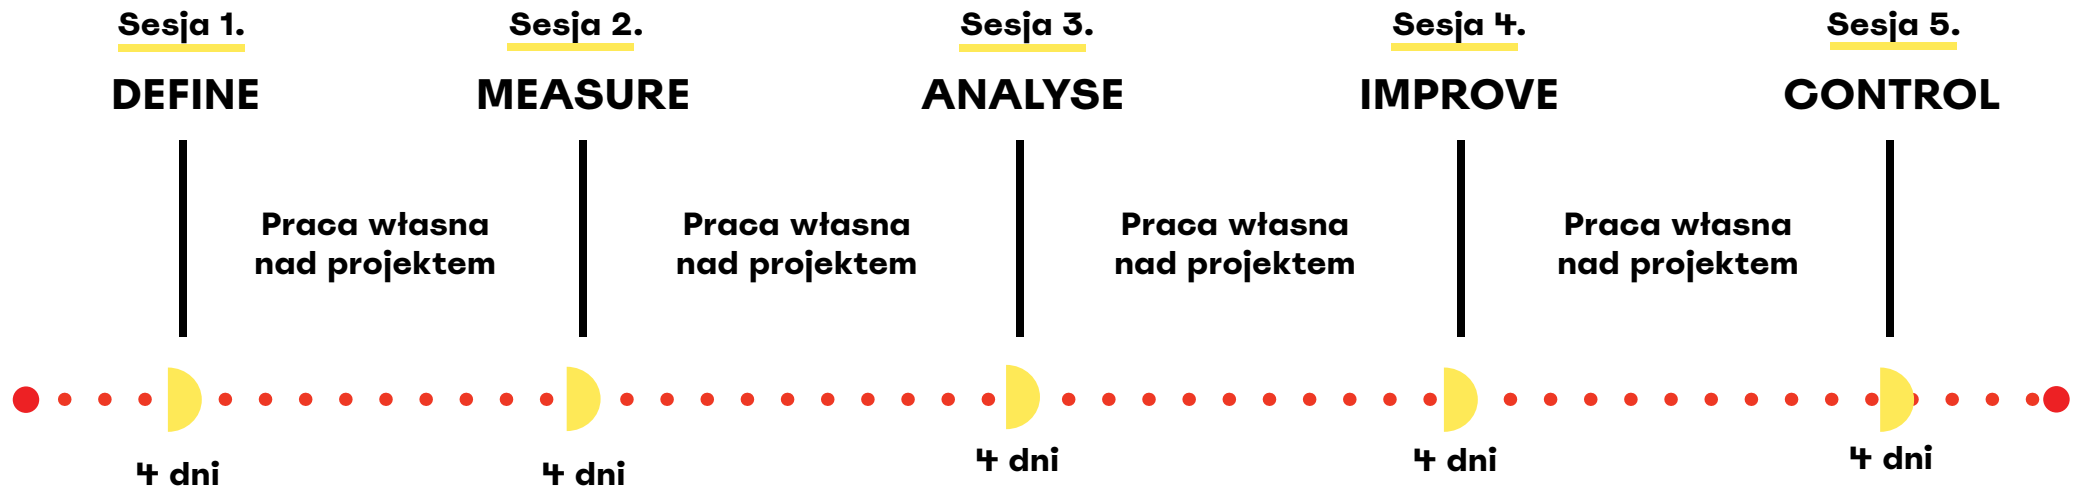 Sesja 1.
DEFINE
Sesja 2.
MEASURE
Sesja 3.
ANALYSE
Sesja 4.
IMPROVE
Sesja 5.
CONTROL
Praca własna
nad projektem
Praca własna
nad projektem
Praca własna
nad projektem
Praca własna
nad projektem
4 dni
4 dni
4 dni
4 dni
4 dni